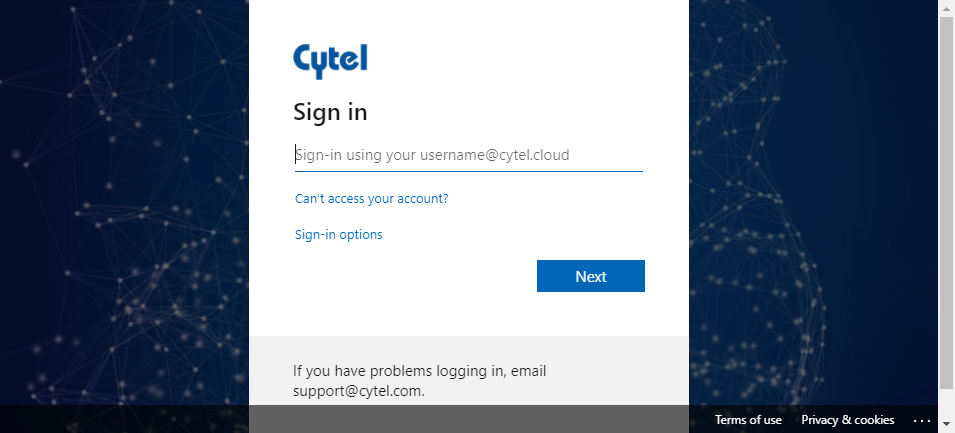 Cytel
Sign in
Sign-in using your username@cytel.cloud
Can't access your account?
Sign-in options
Next
If you have problems logging in, email
support@cytel.com.
Terms of use Privacy & cookies ...